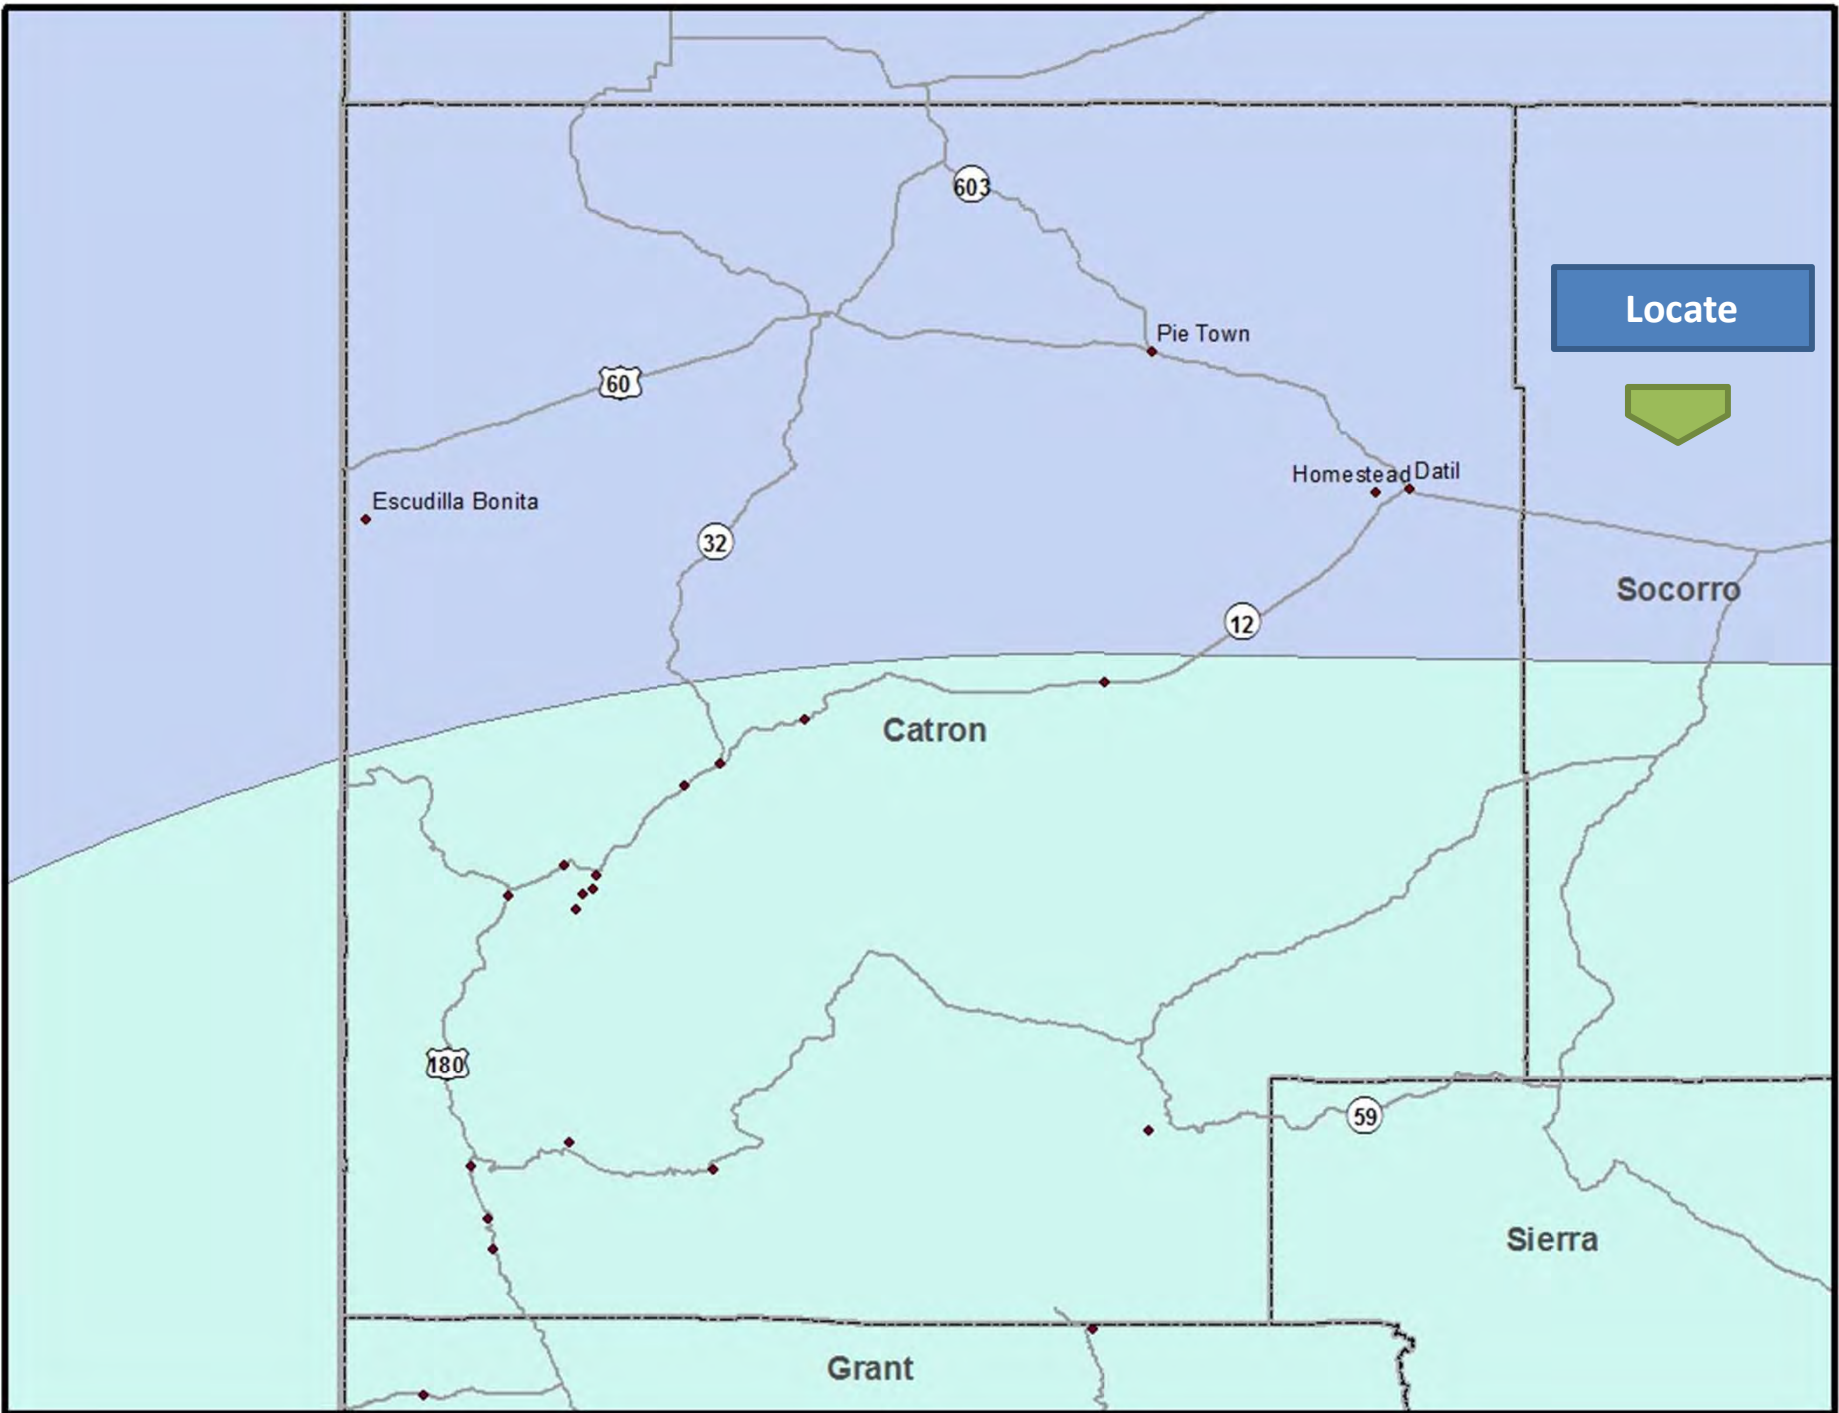 603
Locate
Pie Town
60
Homestead
Datil
Escudilla Bonita
32
Socorro
12
Catron
180
59
Sierra
Grant